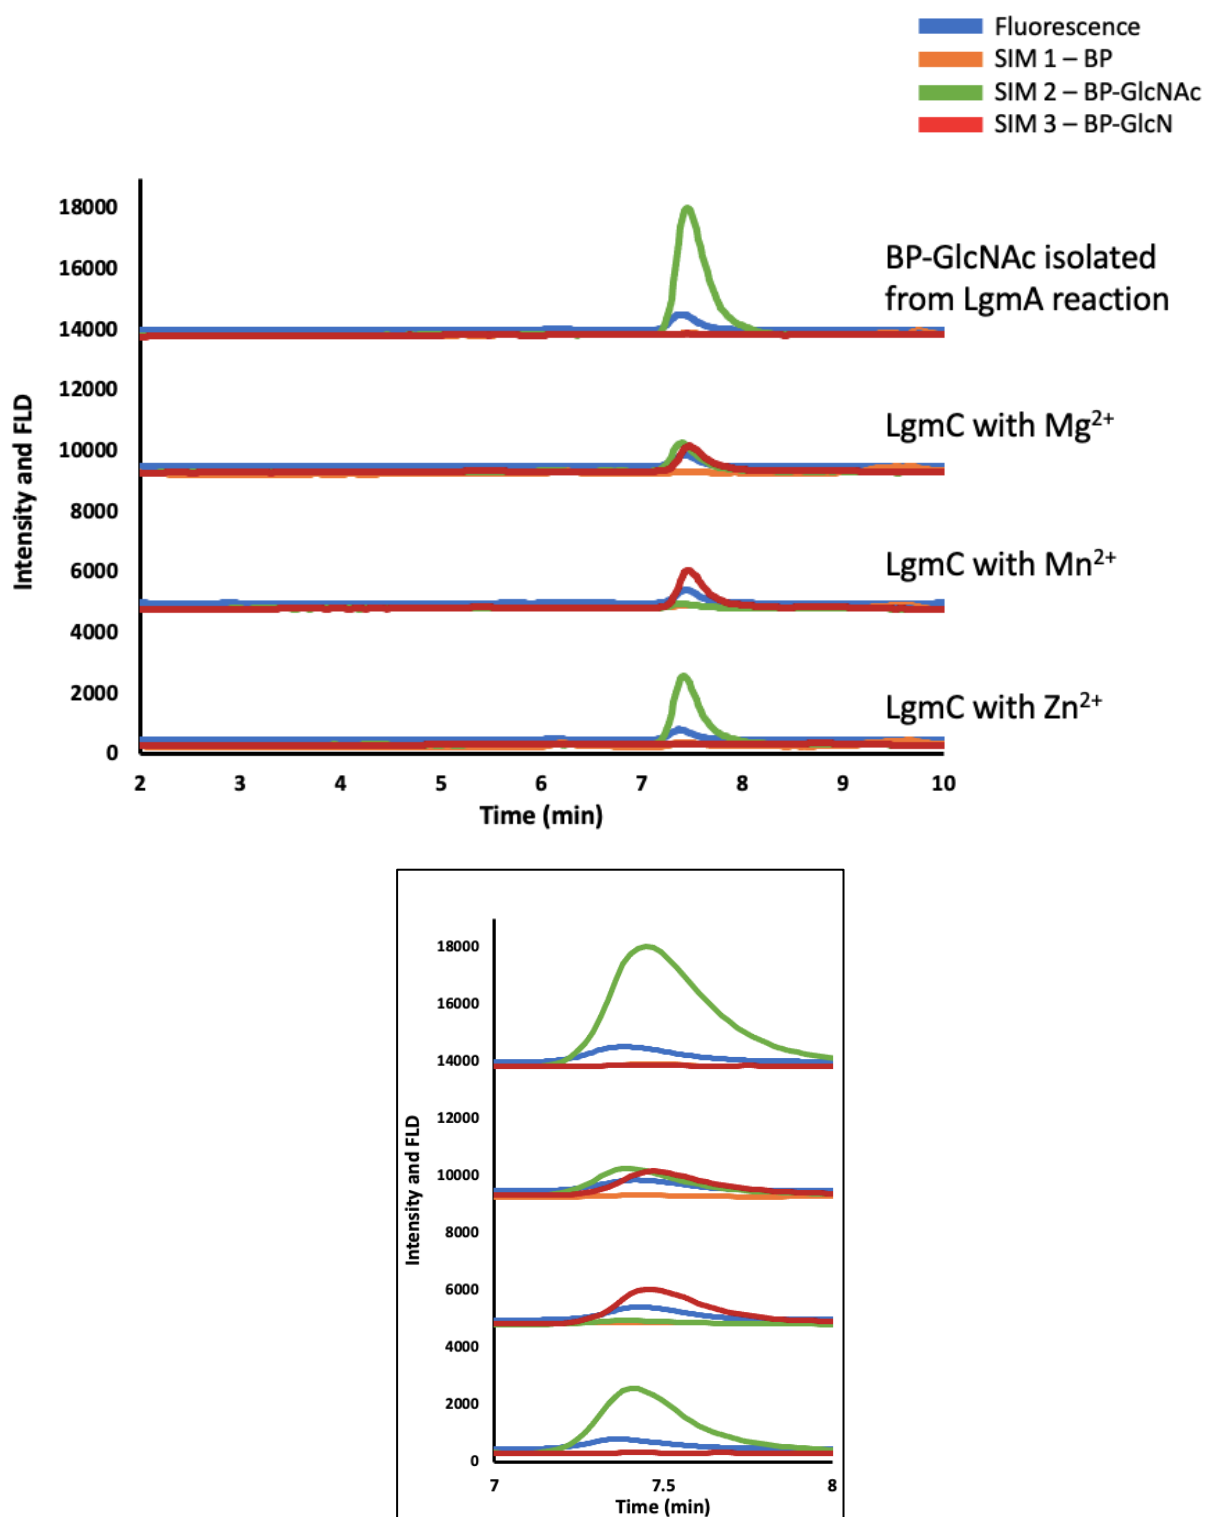 Fluorescence
SIM 1 – BP
SIM 2 – BP-GlcNAc
SIM 3 – BP-GlcN
18000
16000
14000
12000
10000
8000
6000
4000
2000
0
Intensity and FLD
BP-GlcNAc isolated
from LgmA reaction
LgmC with Mg²⁺
LgmC with Mn²⁺
LgmC with Zn²⁺
2 3 4 5 6 7 8 9 10
Time (min)
18000
16000
14000
12000
10000
8000
6000
4000
2000
0
Intensity and FLD
7 7.5 8
Time (min)